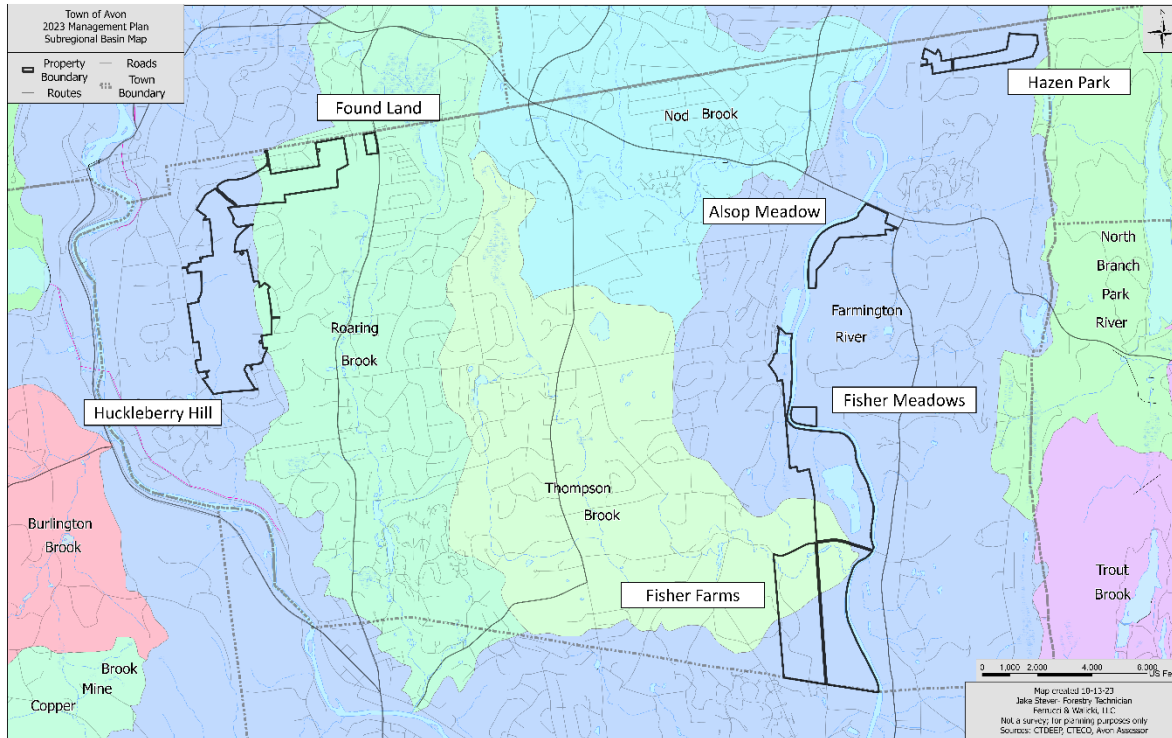 Town of Avon
2023 Management Plan
Subregional Basin Map
Property Boundary
Roads
Routes
Town Boundary
N
Hazen Park
Found Land
Nod Brook
Alsop Meadow
North
Branch
Park
River
Farmington
River
Roaring
Brook
Huckleberry Hill
Fisher Meadows
Thompson
Brook
Burlington
Brook
Fisher Farms
Trout
Brook
Brook
Mine
Copper
0 1,000 2,000 4,000 6,000
US Fe
Map created 10-13-23
Jake Stever- Forestry Technician
Ferrucci & Walicki, LLC
Not a survey; for planning purposes only
Sources: CTDEEP, CTECO, Avon Assessor